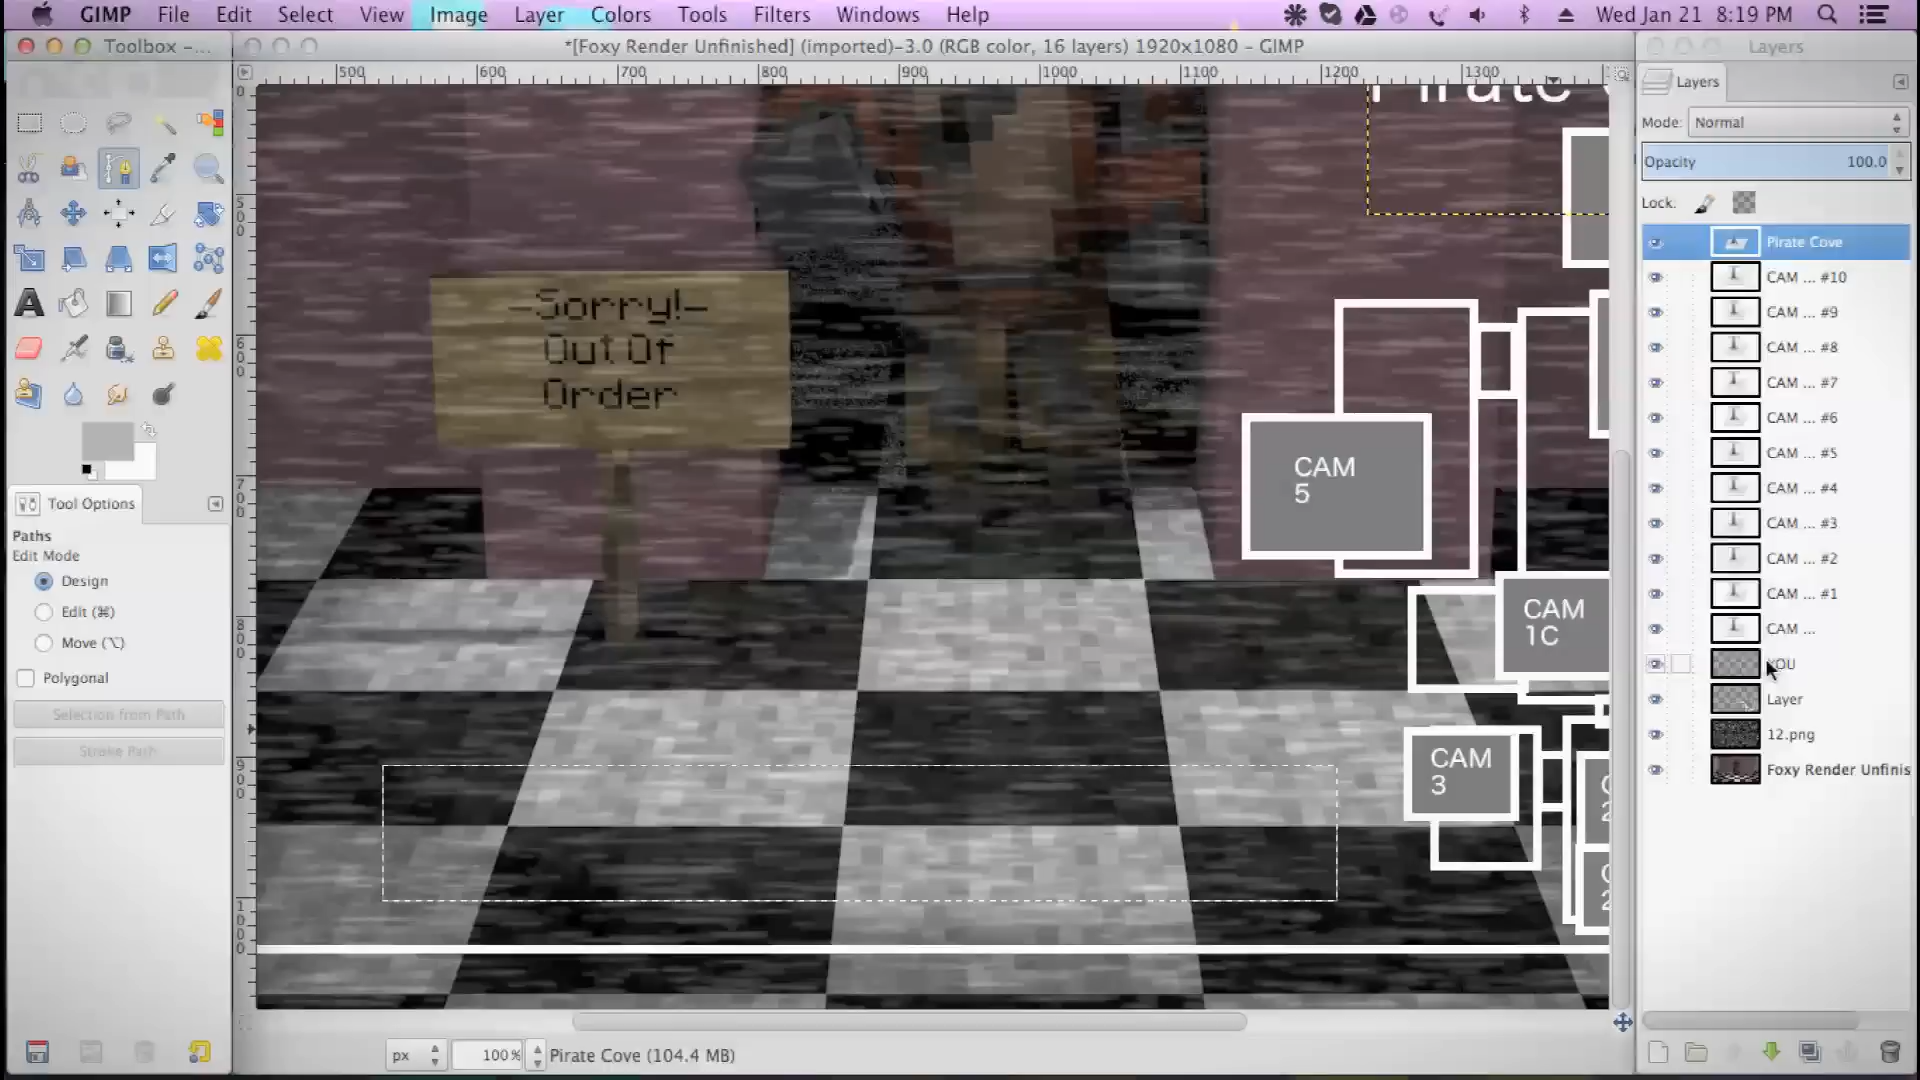 GIMP File Edit Select View Image Layer Colors Tools Filters Windows Help Wed Jan 21 8:19 PM
Toolbox -...
*[Foxy Render Unfinished] (imported)-3.0 (RGB color, 16 layers) 1920x1080 – GIMP
Layers
500 600 700 800 900 1000 1100 1200 1300
Layers
Mode: Normal
Opacity 100.0
Lock:
Pirate
Pirate Cove
CAM ... #10
CAM ... #9
CAM ... #8
CAM ... #7
CAM ... #6
CAM ... #5
CAM ... #4
CAM ... #3
CAM ... #2
CAM ... #1
CAM ...
YOU
Layer
12.png
Foxy Render Unfinis
-Sorry!-
Out Of
Order
CAM
5
CAM
1C
CAM
3
Tool Options
Paths
Edit Mode
Design
Edit (⌘)
Move (⌥)
Polygonal
Selection from Path
Stroke Path
px 100% Pirate Cove (104.4 MB)